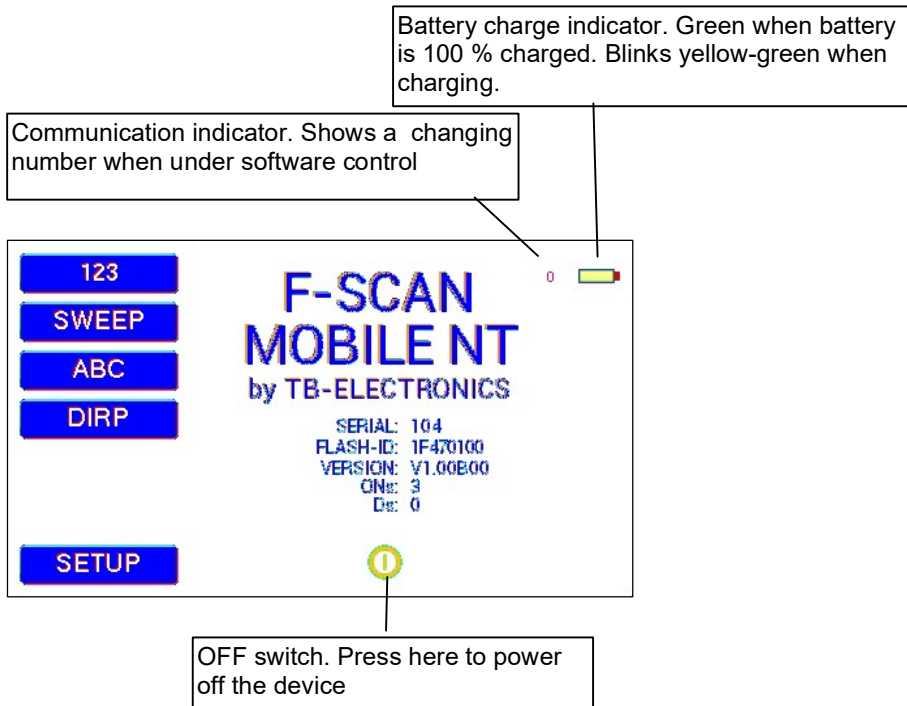 Battery charge indicator. Green when battery
is 100 % charged. Blinks yellow-green when
charging.
Communication indicator. Shows a changing
number when under software control
123
SWEEP
ABC
DIRP
SETUP
0
F-SCAN
MOBILE NT
by TB-ELECTRONICS
SERIAL: 104
FLASH-ID: 1F470100
VERSION: V1.00B00
ONs: 3
Ds: 0
OFF switch. Press here to power
off the device